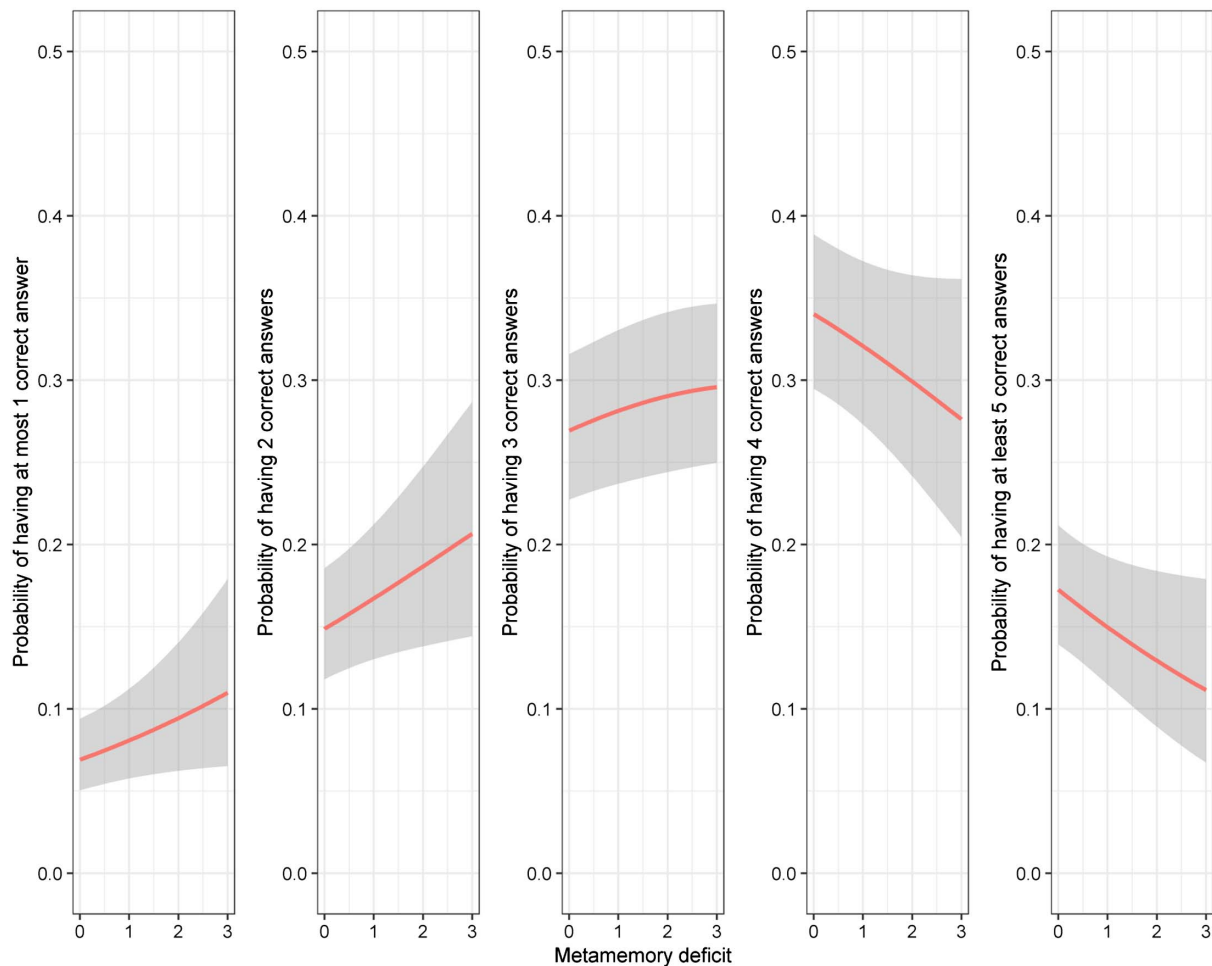 Probability of having at most 1 correct answer
0.5
0.4
0.3
0.2
0.1
0.0
0 1 2 3
Probability of having 2 correct answers
0.5
0.4
0.3
0.2
0.1
0.0
0 1 2 3
Probability of having 3 correct answers
0.5
0.4
0.3
0.2
0.1
0.0
0 1 2 3
Probability of having 4 correct answers
0.5
0.4
0.3
0.2
0.1
0.0
0 1 2 3
Probability of having at least 5 correct answers
0.5
0.4
0.3
0.2
0.1
0.0
0 1 2 3
Metamemory deficit